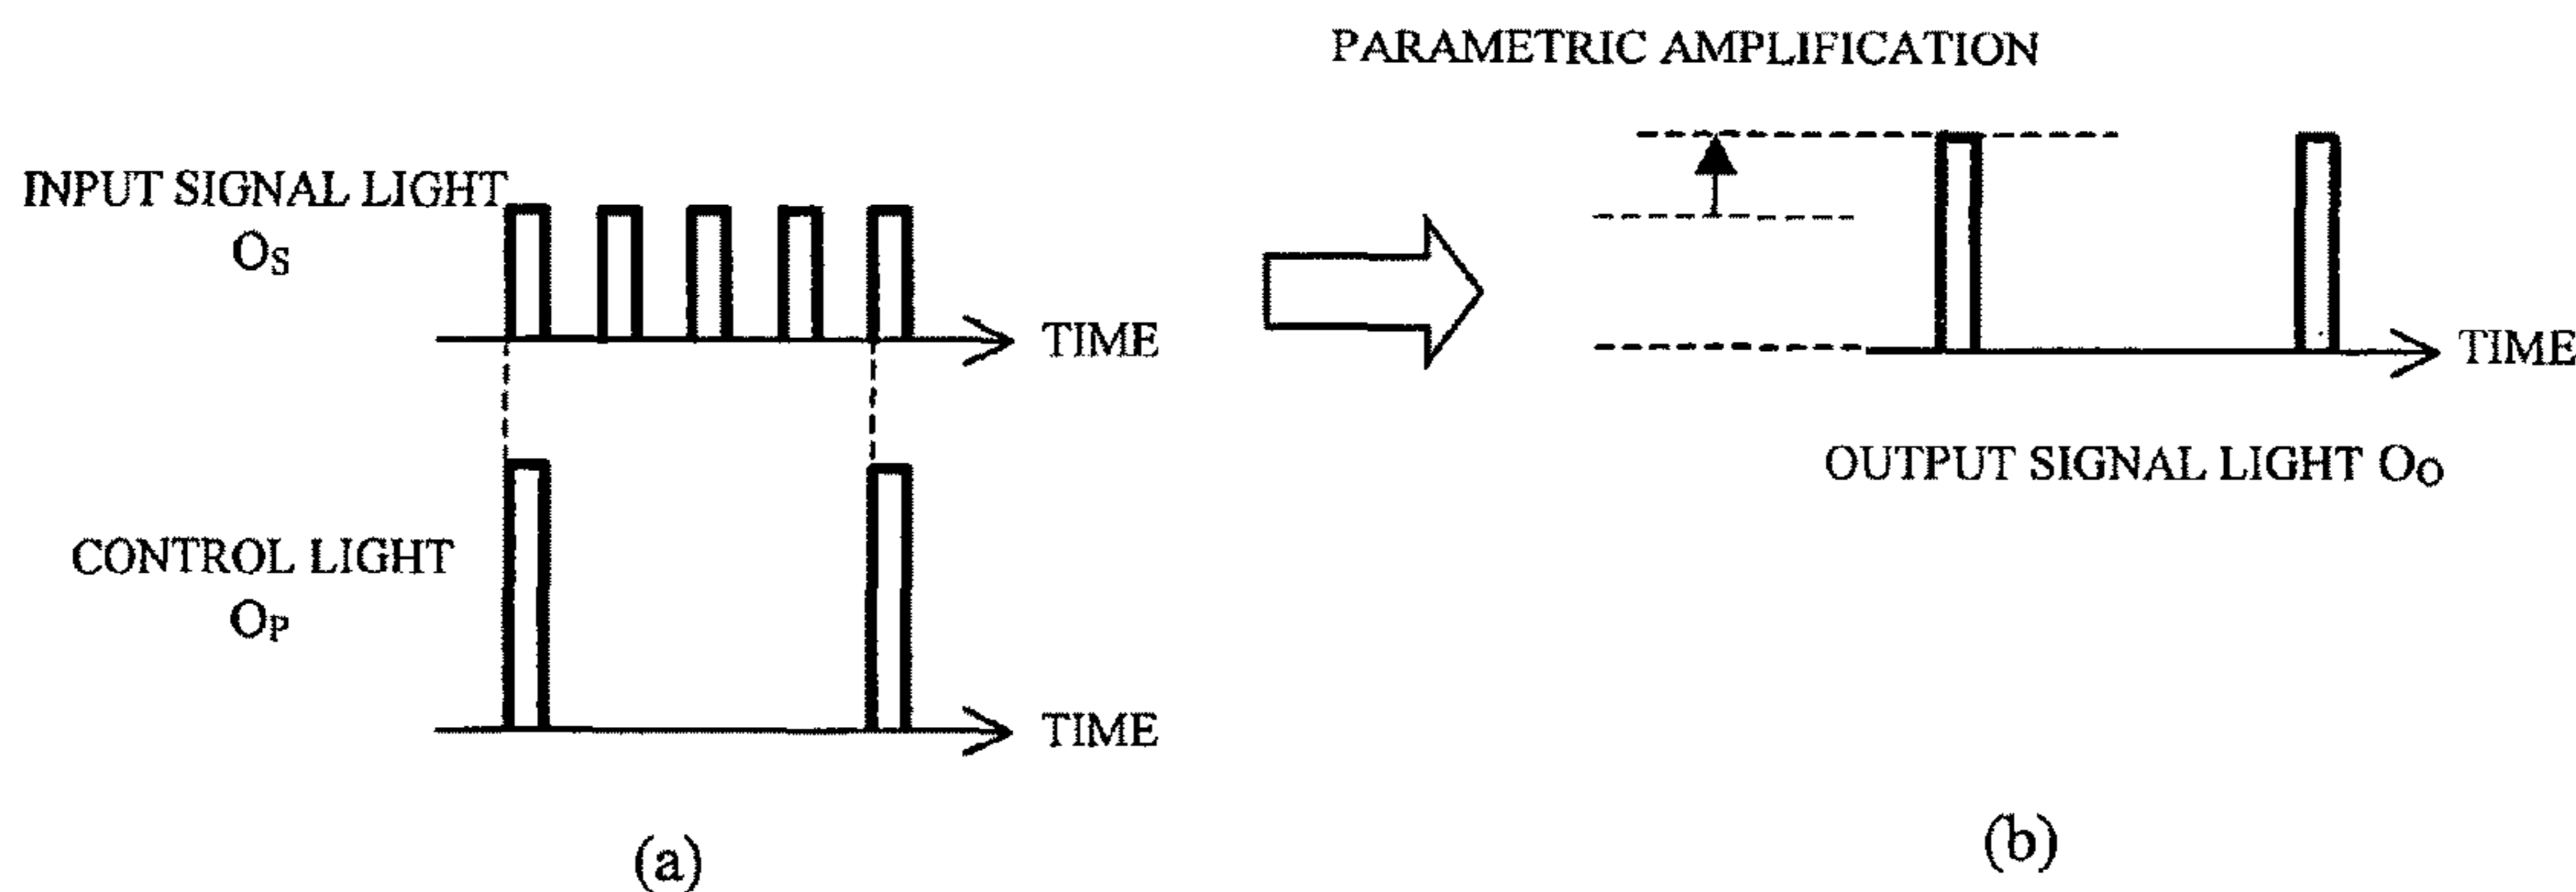 PARAMETRIC AMPLIFICATION
INPUT SIGNAL LIGHT
OS
TIME
TIME
OUTPUT SIGNAL LIGHT OO
CONTROL LIGHT
OP
TIME
(a)
(b)